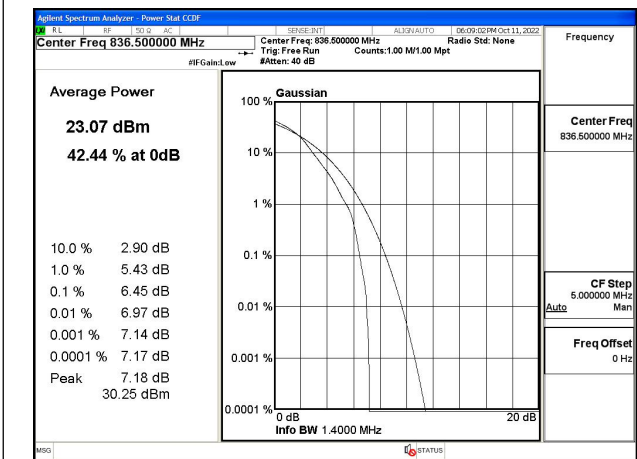 Agilent Spectrum Analyzer - Power Stat CCDF
RL RF 50 Ω AC SENSE:INT ALIGN AUTO 06:09:02 PM Oct 11, 2022
Center Freq 836.500000 MHz
Center Freq: 836.500000 MHz Radio Std: None
Trig: Free Run Counts:1.00 M/1.00 Mpt
#IFGain:Low #Atten: 40 dB
Frequency
Average Power
23.07 dBm
42.44 % at 0dB
10.0 % 2.90 dB
1.0 % 5.43 dB
0.1 % 6.45 dB
0.01 % 6.97 dB
0.001 % 7.14 dB
0.0001 % 7.17 dB
Peak 7.18 dB
30.25 dBm
Gaussian
100 %
10 %
1 %
0.1 %
0.01 %
0.001 %
0.0001 %
0 dB 20 dB
Info BW 1.4000 MHz
Center Freq
836.500000 MHz
CF Step
5.000000 MHz
Auto Man
Freq Offset
0 Hz
MSG STATUS